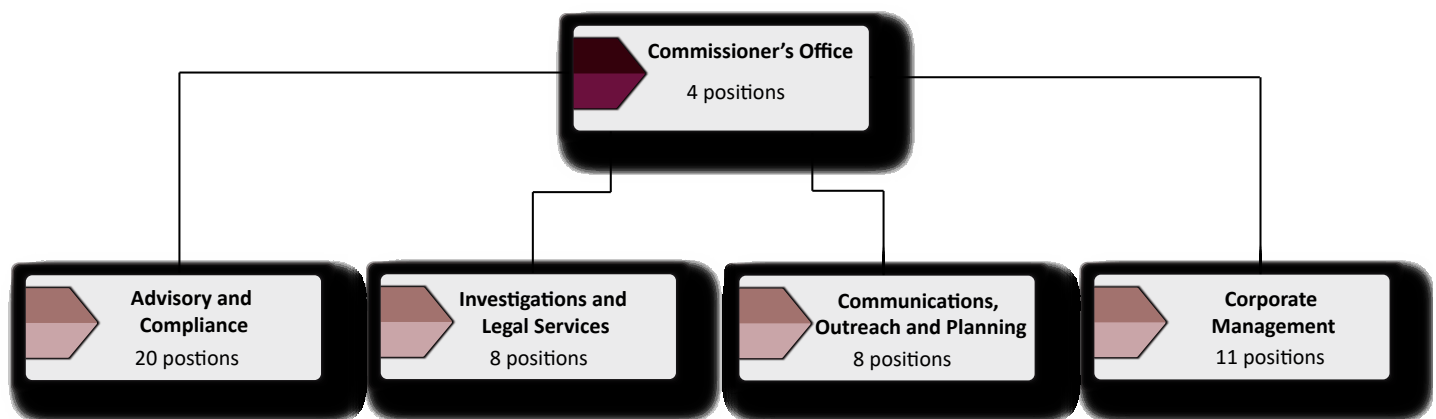 Commissioner’s Office
4 positions
Advisory and
Compliance
20 postions
Investigations and
Legal Services
8 positions
Communications,
Outreach and Planning
8 positions
Corporate
Management
11 positions